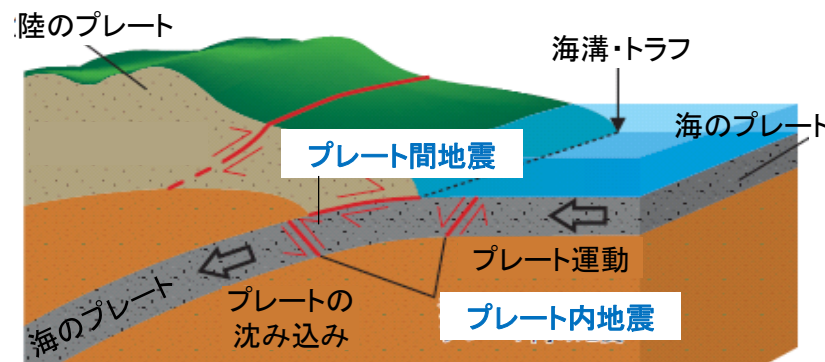 陸のプレート
海溝・トラフ
海のプレート
プレート間地震
プレート運動
海のプレート
プレートの
沈み込み
プレート内地震